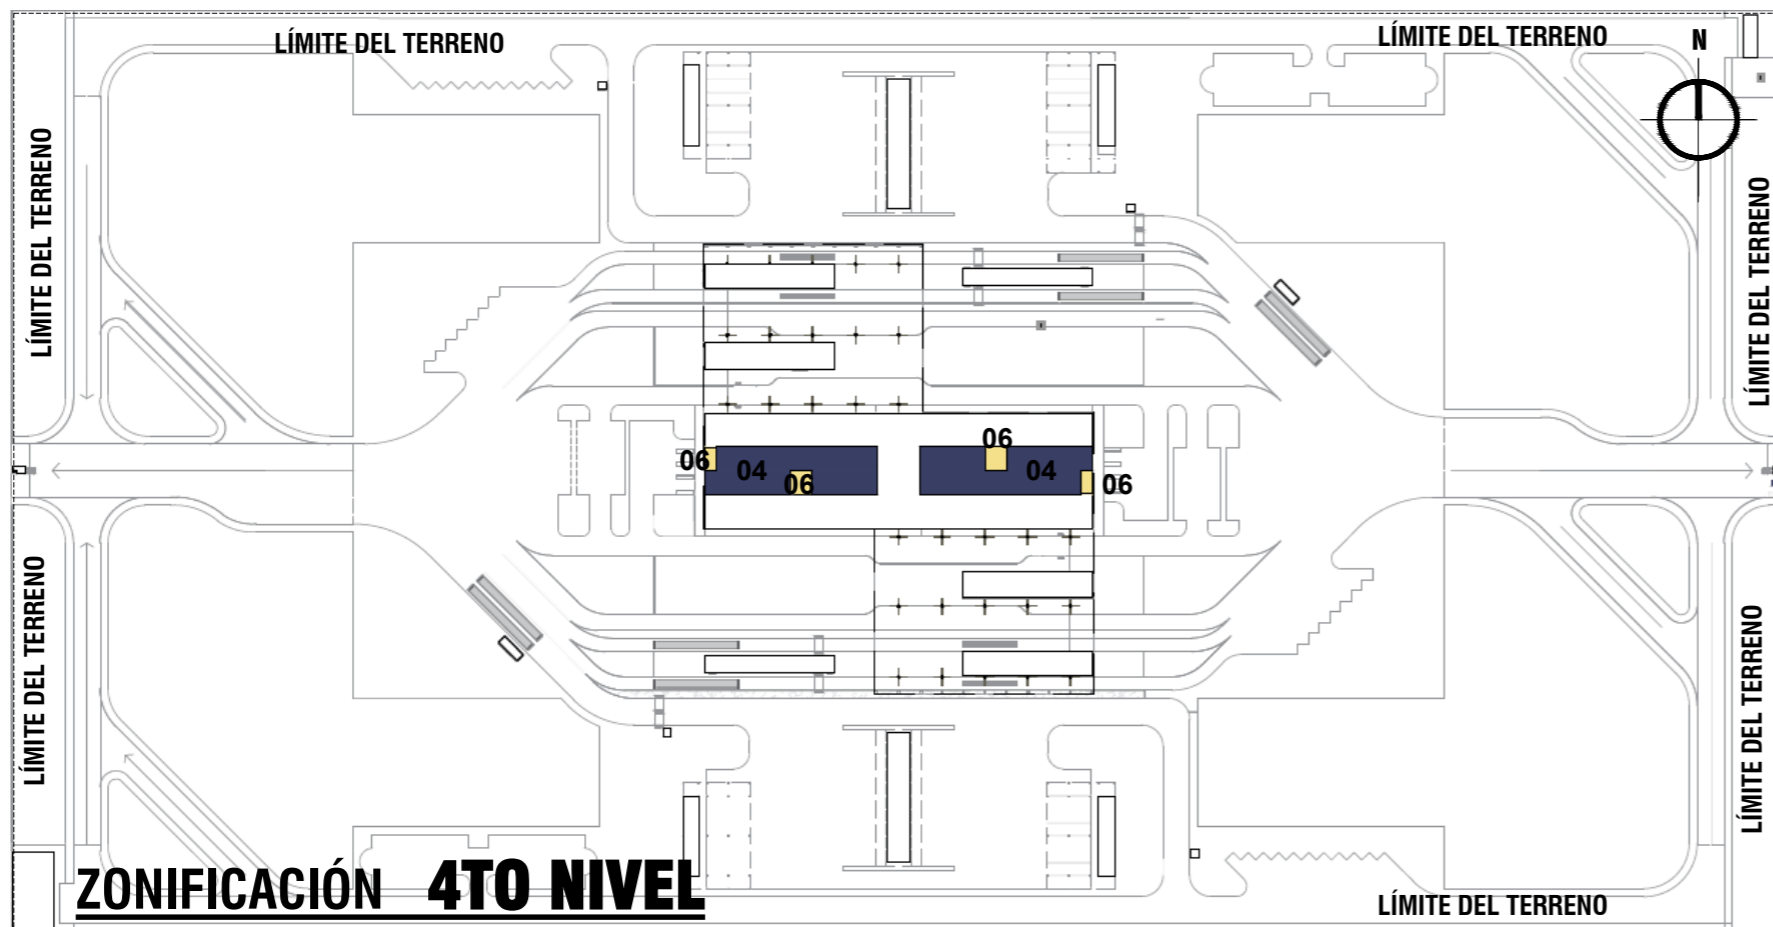 LÍMITE DEL TERRENO
LÍMITE DEL TERRENO
N
LÍMITE DEL TERRENO
LÍMITE DEL TERRENO
06
06
04
04
06
06
LÍMITE DEL TERRENO
LÍMITE DEL TERRENO
ZONIFICACIÓN 4TO NIVEL
LÍMITE DEL TERRENO